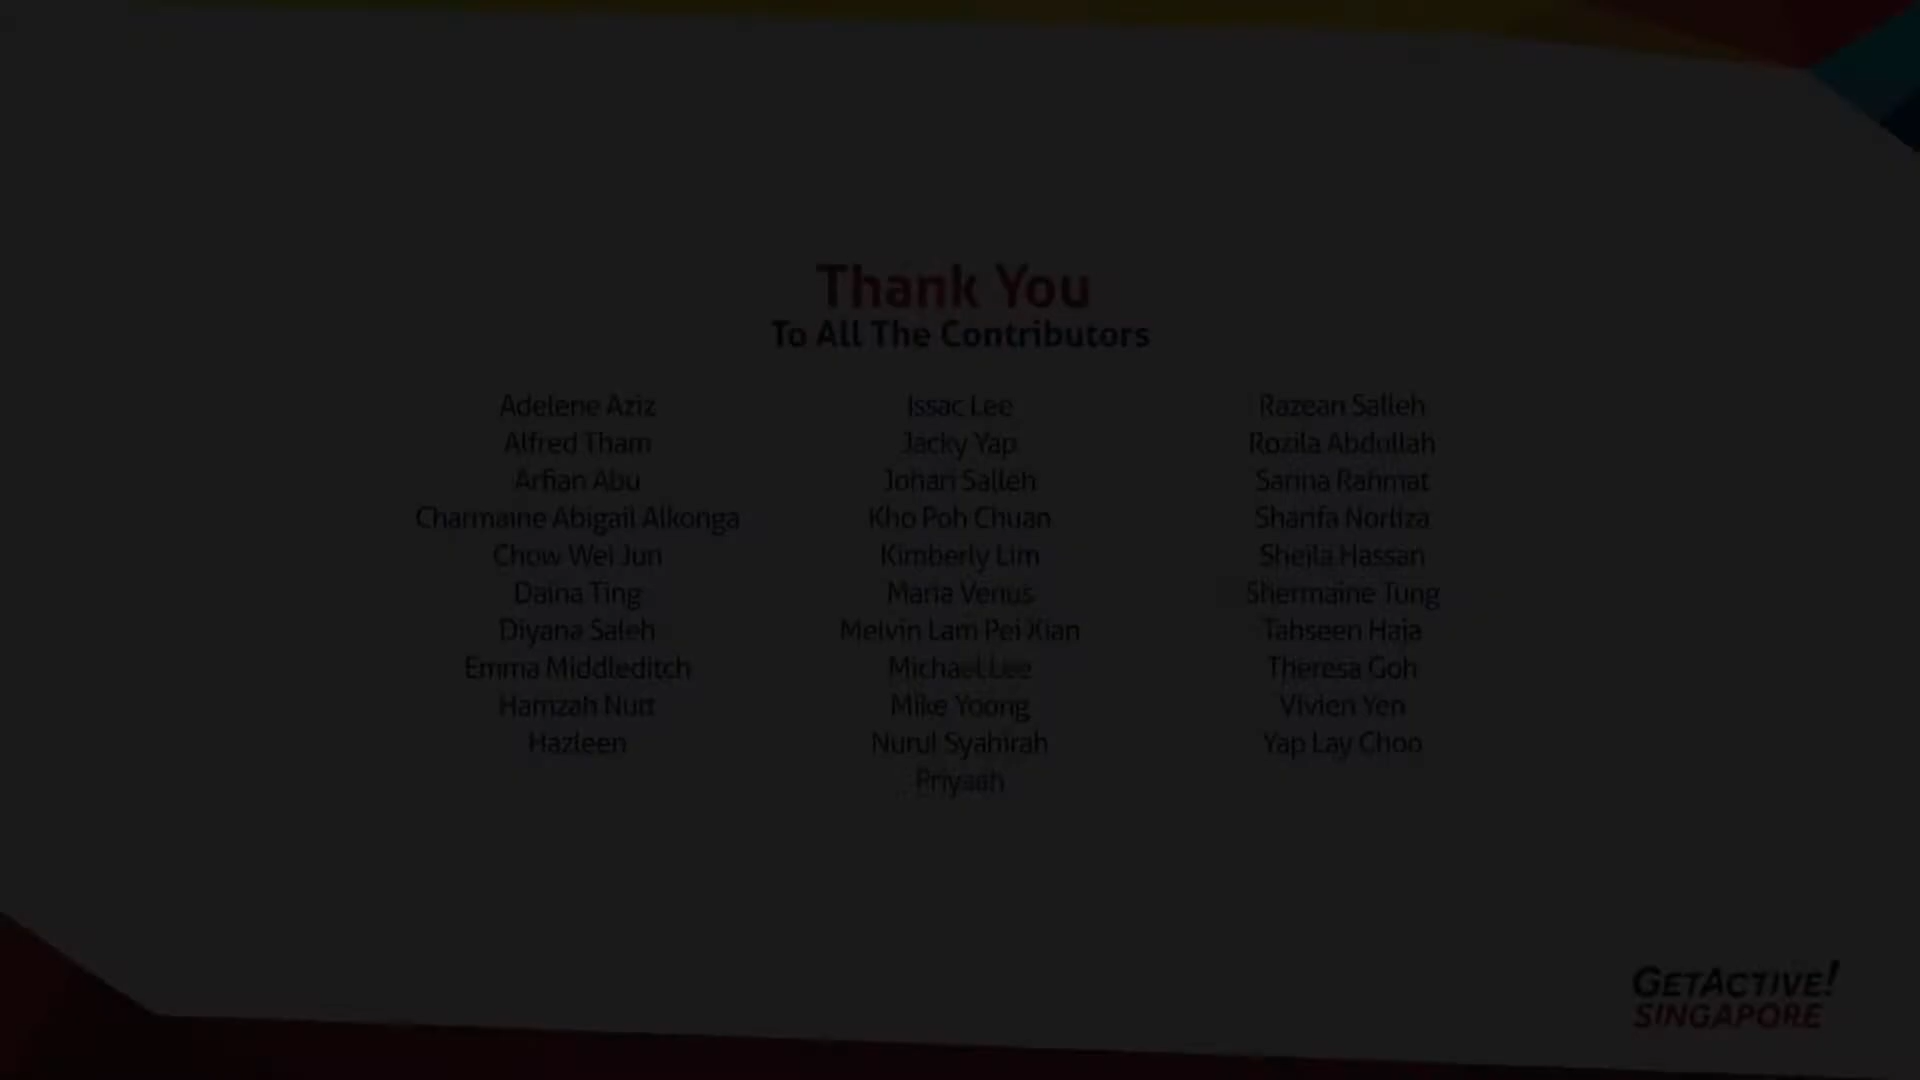 Thank You
To All The Contributors
Adelene Aziz
Alfred Tham
Arfian Abu
Charmaine Abigail Alkonga
Chow Wei Jun
Daina Ting
Diyana Saleh
Emma Middleditch
Hamzah Nutt
Hazleen
Issac Lee
Jacky Yap
Johari Salleh
Kho Poh Chuan
Kimberly Lim
Maria Venus
Melvin Lam Pei Xian
Michael Lee
Mike Yoong
Nurul Syahirah
Priyash
Razean Salleh
Rozila Abdullah
Sarina Rahmat
Sharifa Norliza
Shejla Hassan
Shermaine Tung
Tahseen Haja
Theresa Goh
Vivien Yen
Yap Lay Choo
GETACTIVE!
SINGAPORE